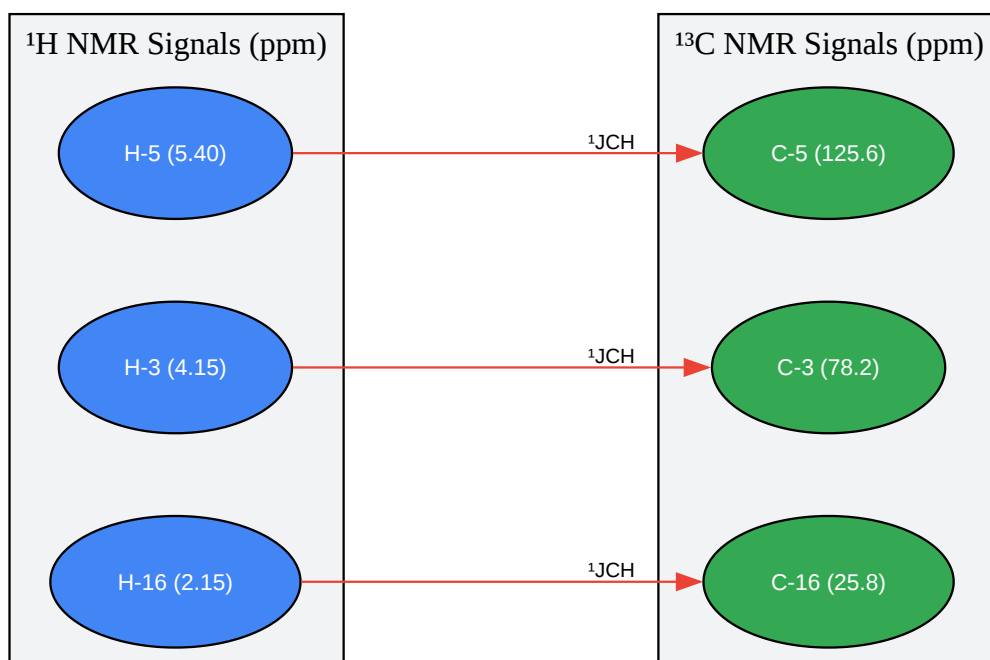 ¹H NMR Signals (ppm)
¹³C NMR Signals (ppm)
H-5 (5.40)
¹JCH
C-5 (125.6)
H-3 (4.15)
¹JCH
C-3 (78.2)
H-16 (2.15)
¹JCH
C-16 (25.8)